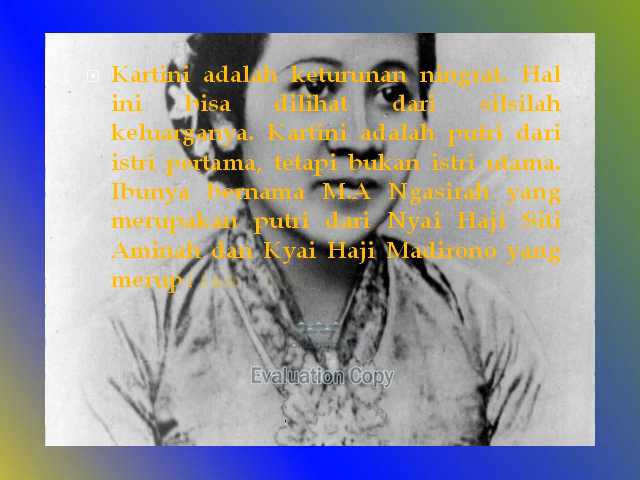 Kartini adalah keturunan ningrat. Hal
ini bisa dilihat dari silsilah
keluarganya. Kartini adalah putri dari
istri pertama, tetapi bukan istri utama.
Ibunya bernama M.A Ngasirah yang
merupakan putri dari Nyai Haji Siti
Aminah dan Kyai Haji Madirono yang
Evaluation Copy